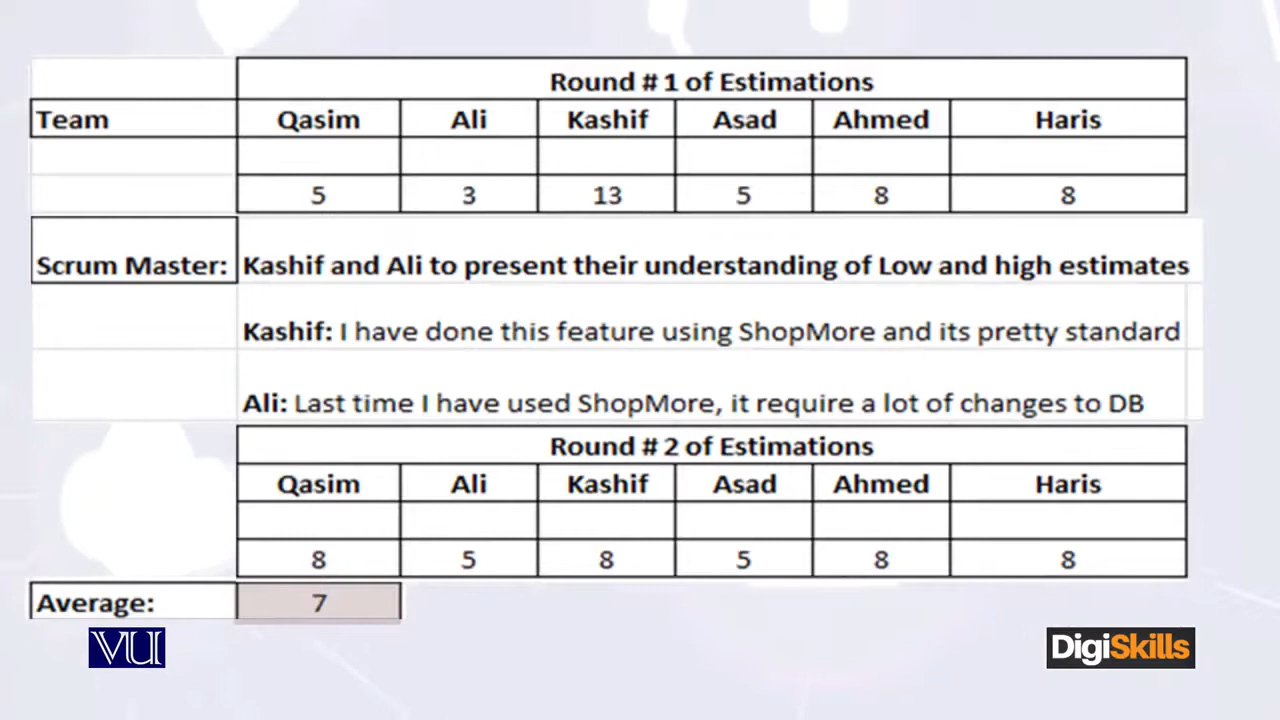 Round # 1 of Estimations
Team Qasim Ali Kashif Asad Ahmed Haris
5 3 13 5 8 8
Scrum Master: Kashif and Ali to present their understanding of Low and high estimates
Kashif: I have done this feature using ShopMore and its pretty standard
Ali: Last time I have used ShopMore, it require a lot of changes to DB
Round # 2 of Estimations
Qasim Ali Kashif Asad Ahmed Haris
8 5 8 5 8 8
Average: 7
VU DigiSkills